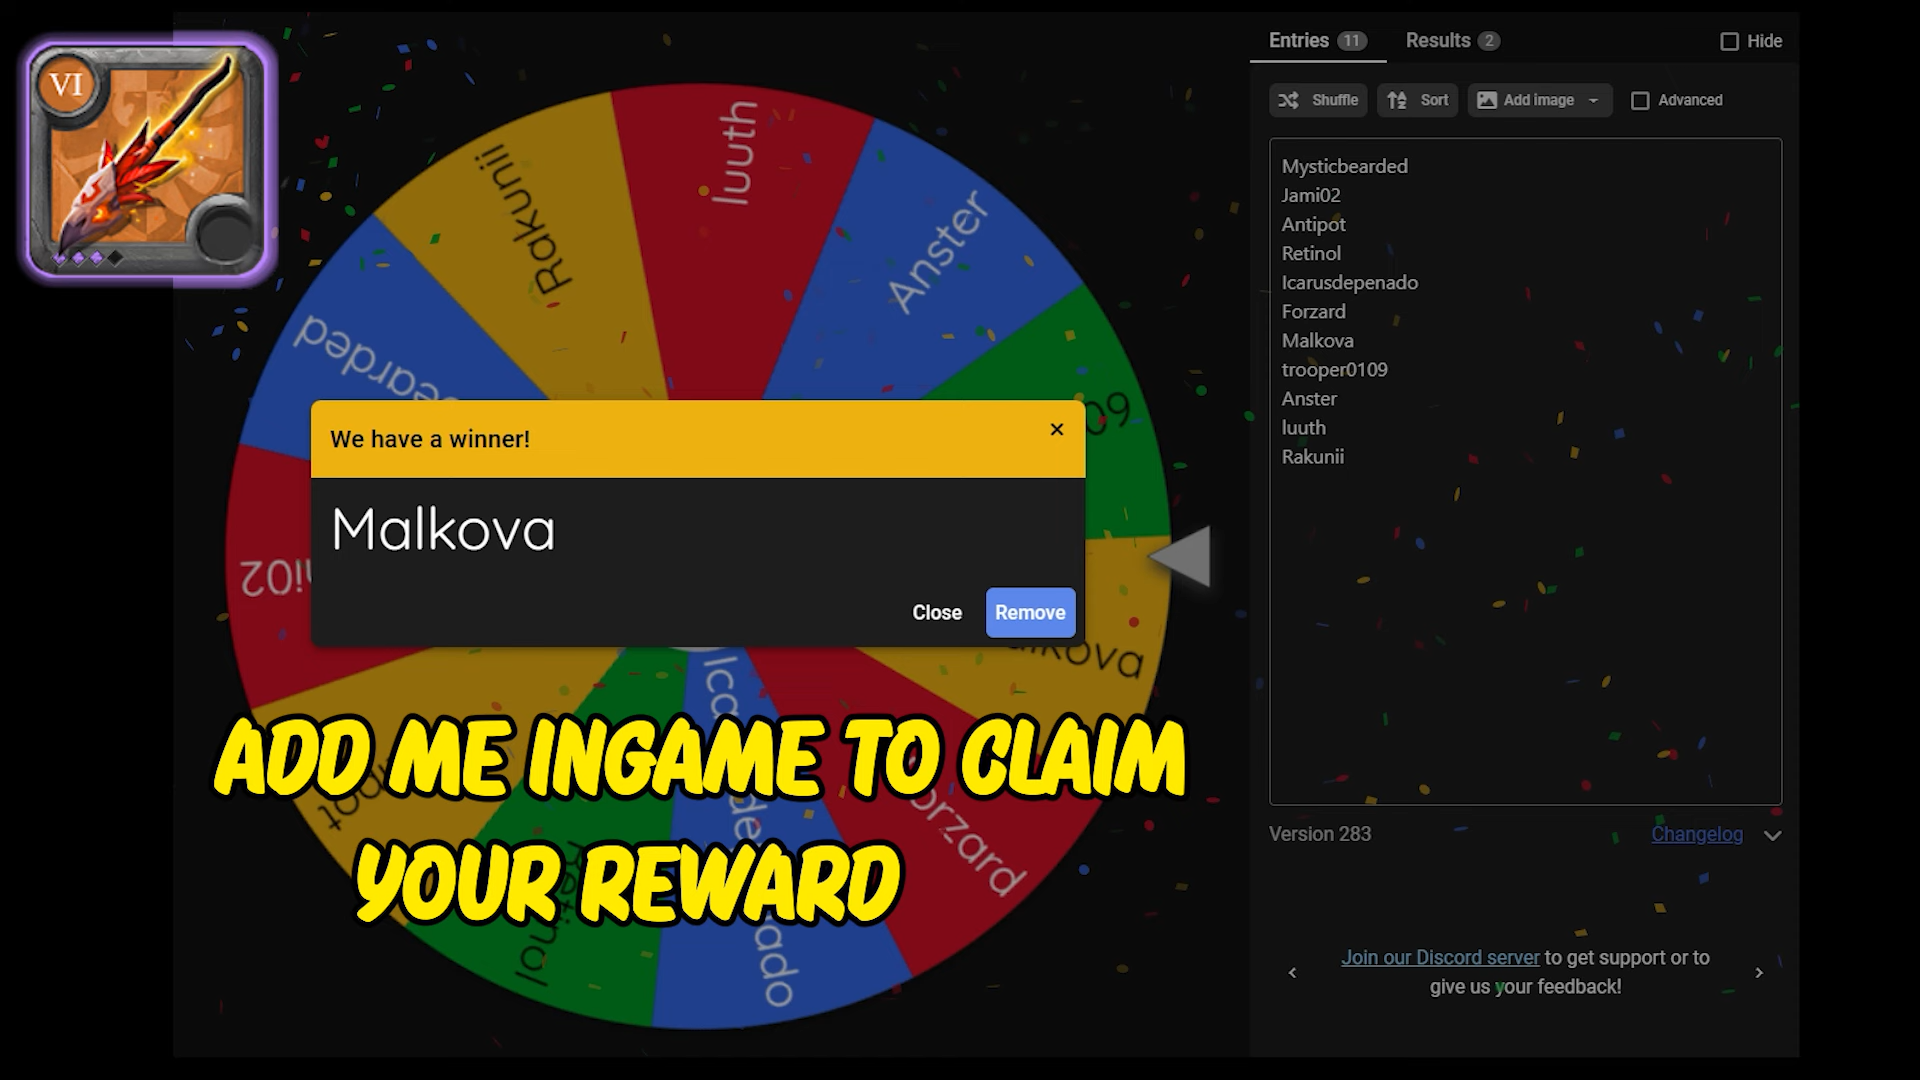 VI
Entries 11 Results 2 Hide
Shuffle Sort Add image Advanced
Mysticbearded
Jami02
Antipot
Retinol
Icarusdepenado
Forzard
Malkova
trooper0109
Anster
luuth
Rakunii
Rakunii
luuth
Anster
We have a winner!
Malkova
Close Remove
ADD ME INGAME TO CLAIM
YOUR REWARD
Version 283 Changelog
Join our Discord server to get support or to
give us your feedback!